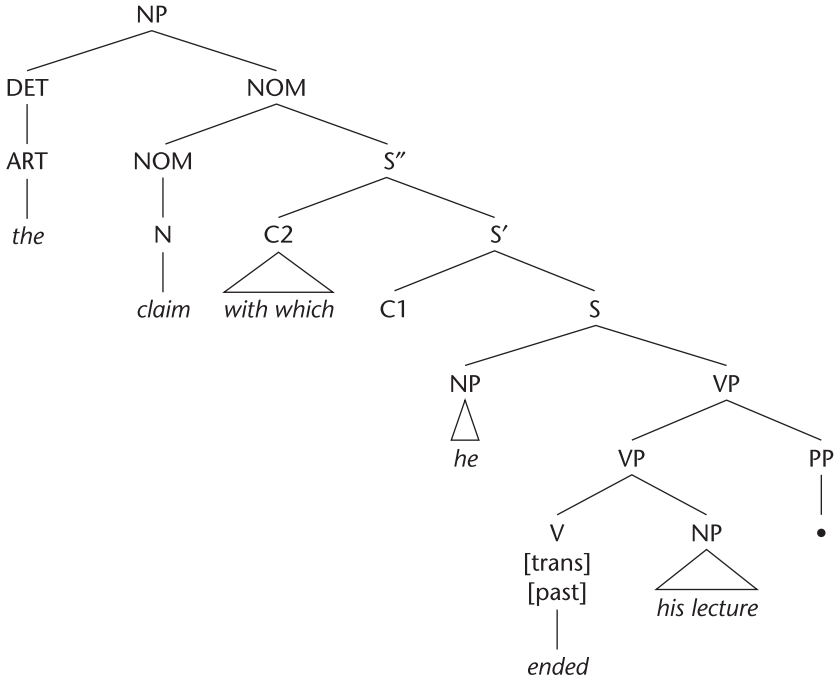 NP
DET NOM
ART NOM S″
the N C2 S′
claim with which C1 S
NP VP
he VP PP
V NP •
[trans]
[past] his lecture
ended